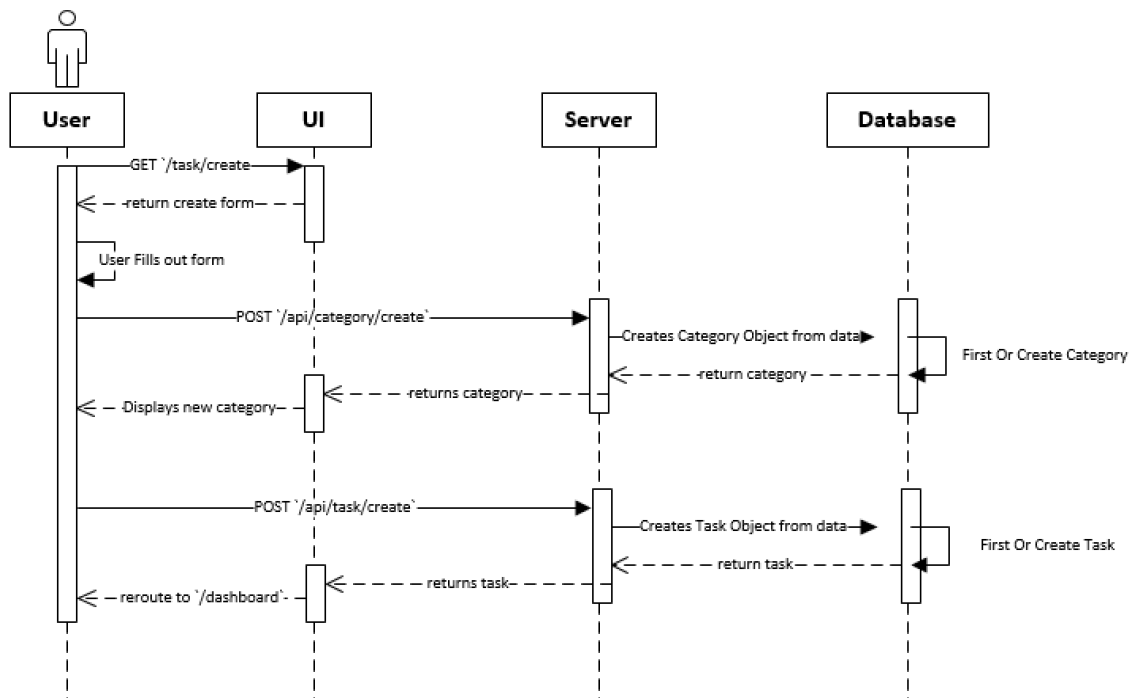 User
UI
Server
Database
GET `/task/create
return create form
User Fills out form
POST `/api/category/create`
Creates Category Object from data
First Or Create Category
return category
returns category
Displays new category
POST `/api/task/create`
Creates Task Object from data
First Or Create Task
return task
returns task
reroute to `/dashboard`